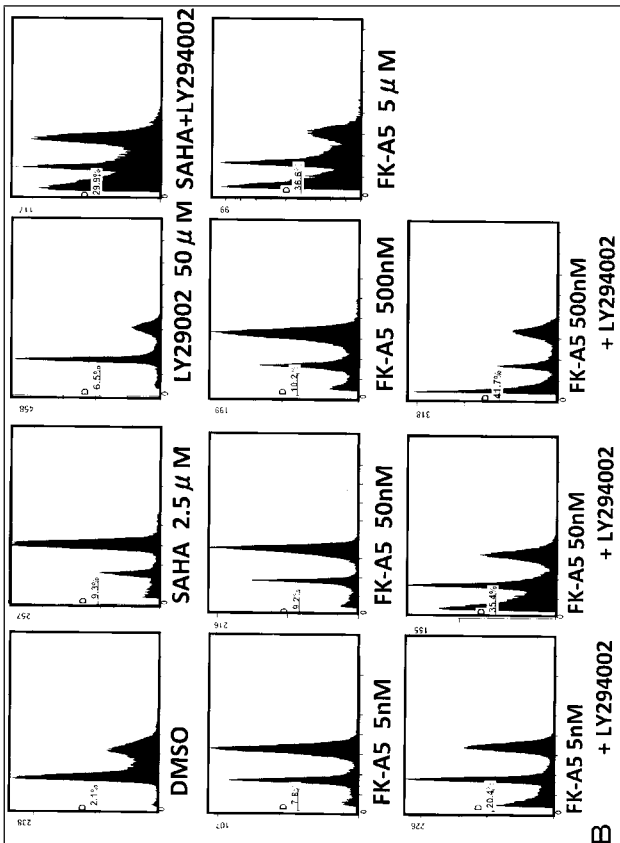 238
D
2.1%
0
DMSO
257
D
9.3%
0
SAHA 2.5 μM
458
D
6.5%
0
LY29002 50 μM
117
D
29.9%
0
SAHA+LY294002
107
D
7.8%
0
FK-A5 5nM
216
D
9.2%
0
FK-A5 50nM
199
D
10.2%
0
FK-A5 500nM
99
D
36.6%
0
FK-A5 5 μM
226
D
20.4%
0
FK-A5 5nM
+ LY294002
155
D
35.4%
0
FK-A5 50nM
+ LY294002
318
D
41.7%
0
FK-A5 500nM
+ LY294002
B